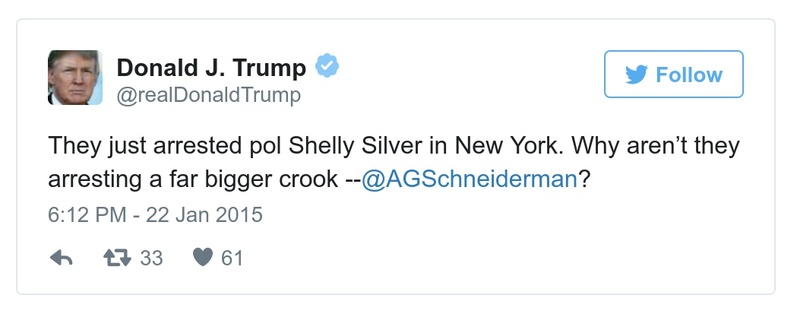 Donald J. Trump
@realDonaldTrump
Follow
They just arrested pol Shelly Silver in New York. Why aren’t they
arresting a far bigger crook --@AGSchneiderman?
6:12 PM - 22 Jan 2015
33 61